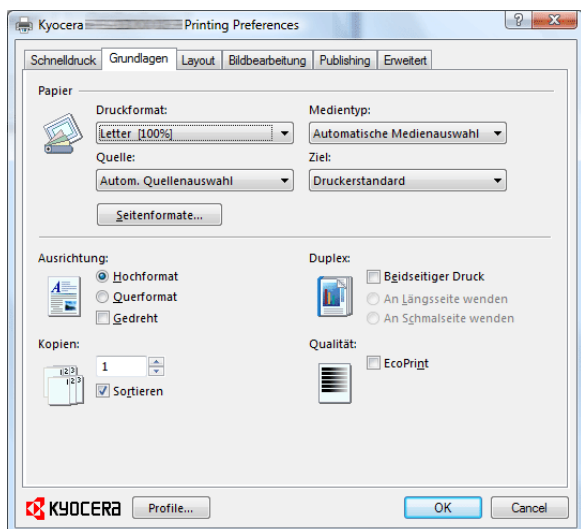 Kyocera Printing Preferences
Schnelldruck Grundlagen Layout Bildbearbeitung Publishing Erweitert
Papier
Druckformat: Medientyp:
Letter [100%] Automatische Medienauswahl
Quelle: Ziel:
Autom. Quellenauswahl Druckerstandard
Seitenformate...
Ausrichtung: Duplex:
Hochformat Beidseitiger Druck
Querformat An Längsseite wenden
Gedreht An Schmalseite wenden
Kopien: Qualität:
1 EcoPrint
Sortieren
KYOCERA Profile... OK Cancel